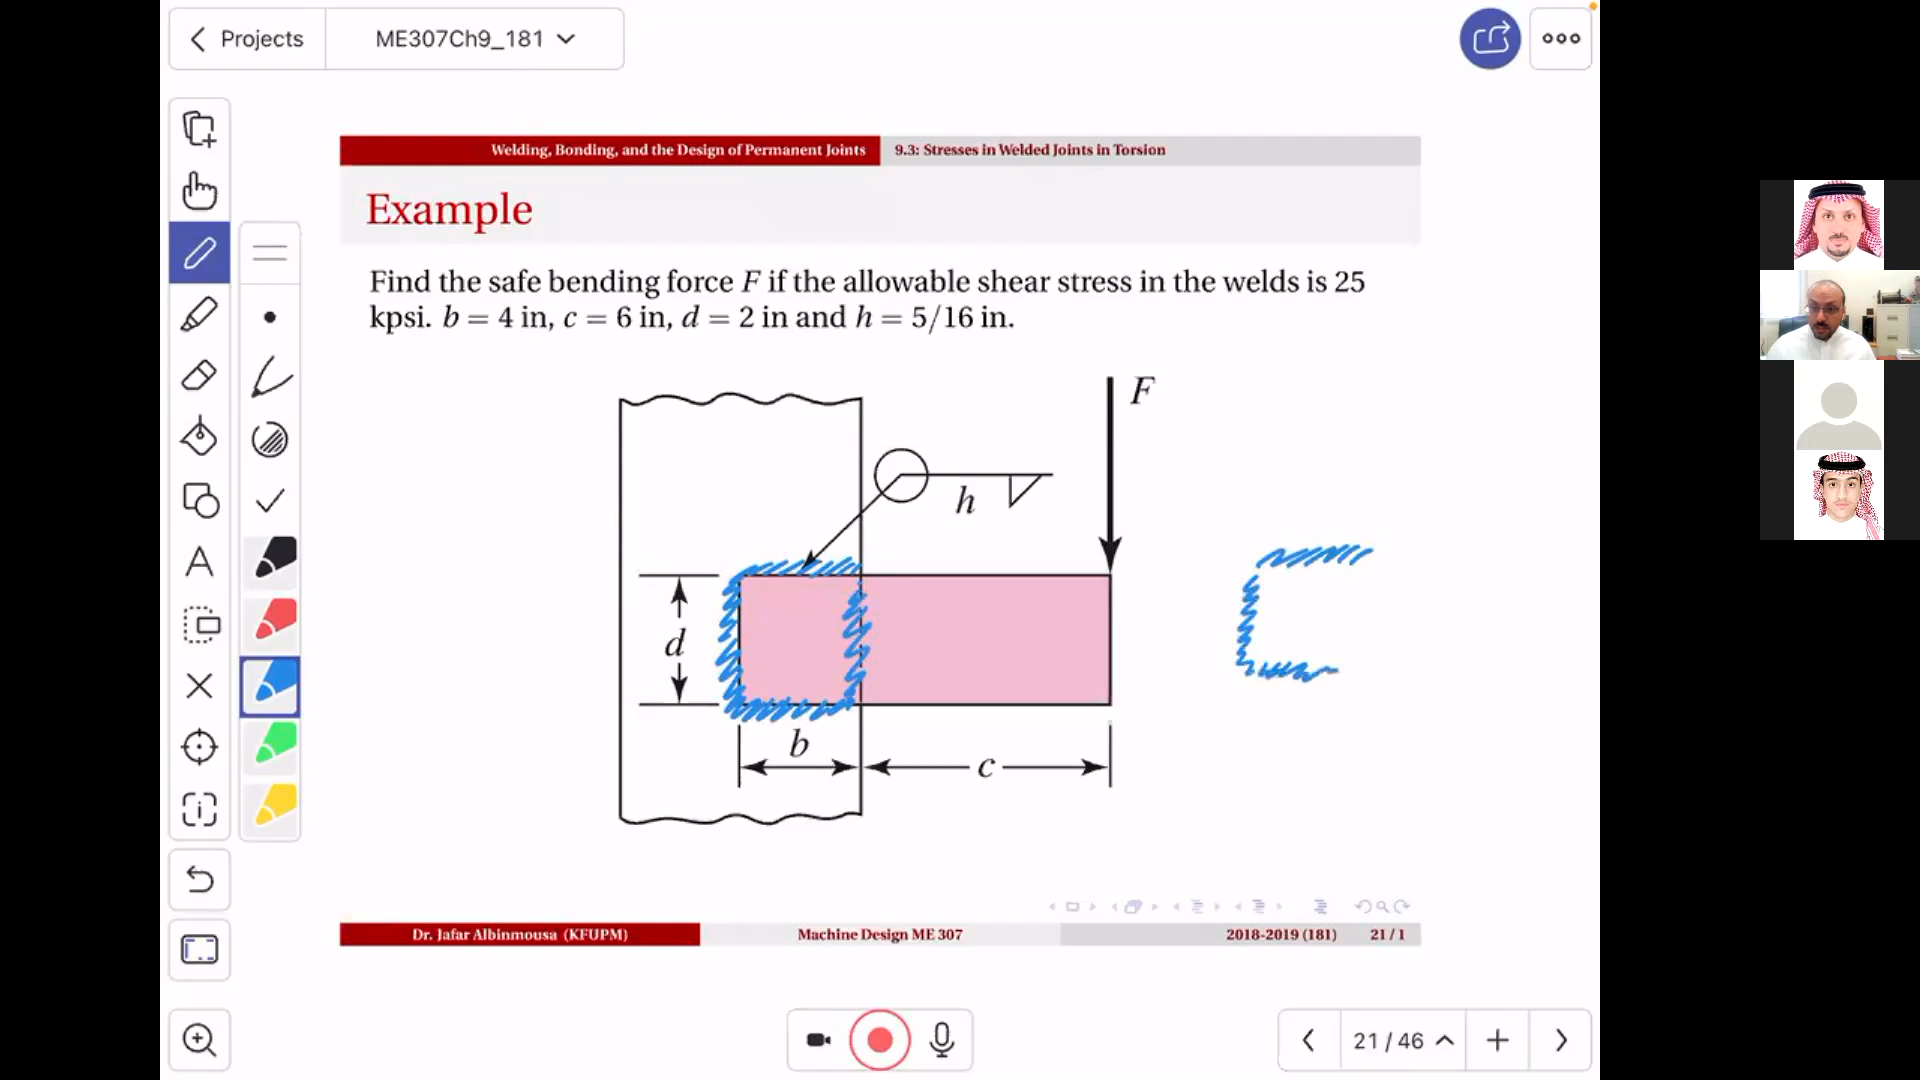 Projects
ME307Ch9_181
Welding, Bonding, and the Design of Permanent Joints
9.3: Stresses in Welded Joints in Torsion
Example
Find the safe bending force F if the allowable shear stress in the welds is 25
kpsi. b = 4 in, c = 6 in, d = 2 in and h = 5/16 in.
F
h
d
b
c
A
Dr. Jafar Albinmousa (KFUPM)
Machine Design ME 307
2018-2019 (181)
21 / 1
21 / 46